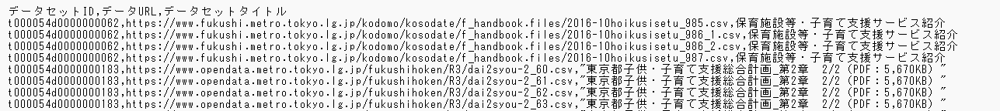 データセットID,データURL,データセットタイトル
t000054d0000000062,https://www.fukushi.metro.tokyo.lg.jp/kodomo/kosodate/f_handbook.files/2016-10hoikusisetu_985.csv,保育施設等・子育て支援サービス紹介
t000054d0000000062,https://www.fukushi.metro.tokyo.lg.jp/kodomo/kosodate/f_handbook.files/2016-10hoikusisetu_986_1.csv,保育施設等・子育て支援サービス紹介
t000054d0000000062,https://www.fukushi.metro.tokyo.lg.jp/kodomo/kosodate/f_handbook.files/2016-10hoikusisetu_986_2.csv,保育施設等・子育て支援サービス紹介
t000054d0000000062,https://www.fukushi.metro.tokyo.lg.jp/kodomo/kosodate/f_handbook.files/2016-10hoikusisetu_987.csv,保育施設等・子育て支援サービス紹介
t000054d0000000183,https://www.opendata.metro.tokyo.lg.jp/fukushihoken/R3/dai2syou-2_60.csv,"東京都子供・子育て支援総合計画_第2章　2/2（PDF：5,670KB）"
t000054d0000000183,https://www.opendata.metro.tokyo.lg.jp/fukushihoken/R3/dai2syou-2_61.csv,"東京都子供・子育て支援総合計画_第2章　2/2（PDF：5,670KB）"
t000054d0000000183,https://www.opendata.metro.tokyo.lg.jp/fukushihoken/R3/dai2syou-2_62.csv,"東京都子供・子育て支援総合計画_第2章　2/2（PDF：5,670KB）"
t000054d0000000183,https://www.opendata.metro.tokyo.lg.jp/fukushihoken/R3/dai2syou-2_63.csv,"東京都子供・子育て支援総合計画_第2章　2/2（PDF：5,670KB）"